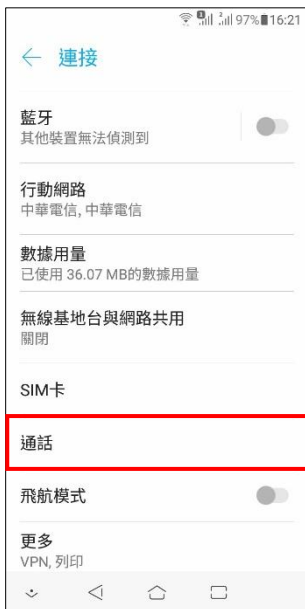 97% 16:21
連接
藍牙
其他裝置無法偵測到
行動網路
中華電信, 中華電信
數據用量
已使用 36.07 MB的數據用量
無線基地台與網路共用
關閉
SIM卡
通話
飛航模式
更多
VPN, 列印